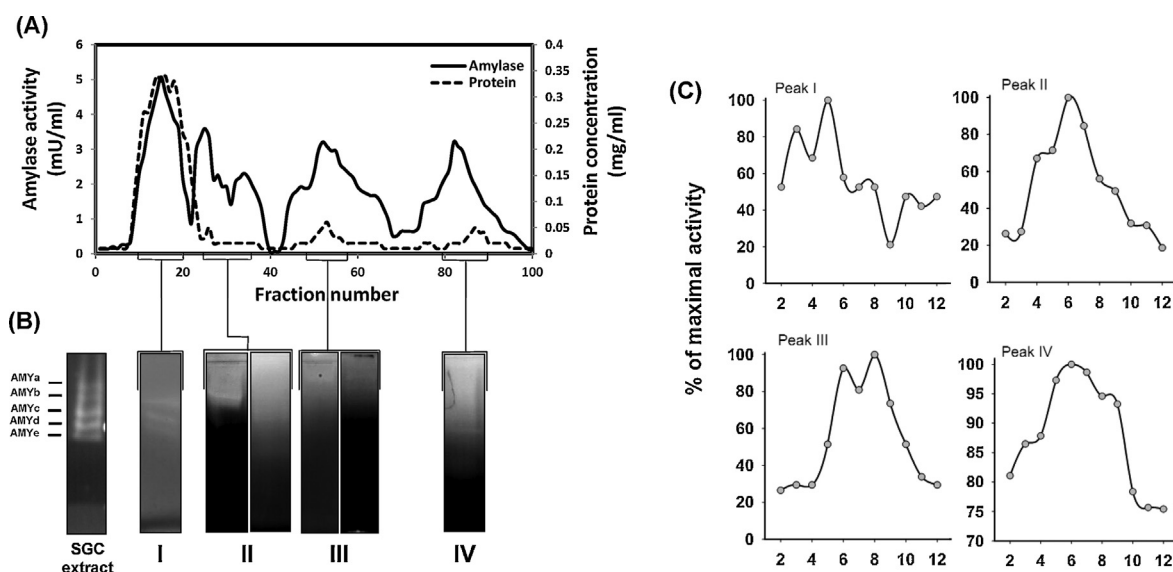 (A)
6
5
4
3
2
1
0
Amylase activity
(mU/ml)
Amylase
Protein
0.4
0.35
0.3
0.25
0.2
0.15
0.1
0.05
0
Protein concentration
(mg/ml)
0 20 40 60 80 100
Fraction number
(B)
AMYa
AMYb
AMYc
AMYd
AMYe
SGC
extract
I
II
III
IV
(C)
% of maximal activity
Peak I
100
80
60
40
20
0
2 4 6 8 10 12
Peak II
100
80
60
40
20
0
2 4 6 8 10 12
Peak III
100
80
60
40
20
0
2 4 6 8 10 12
Peak IV
100
95
90
85
80
75
70
2 4 6 8 10 12